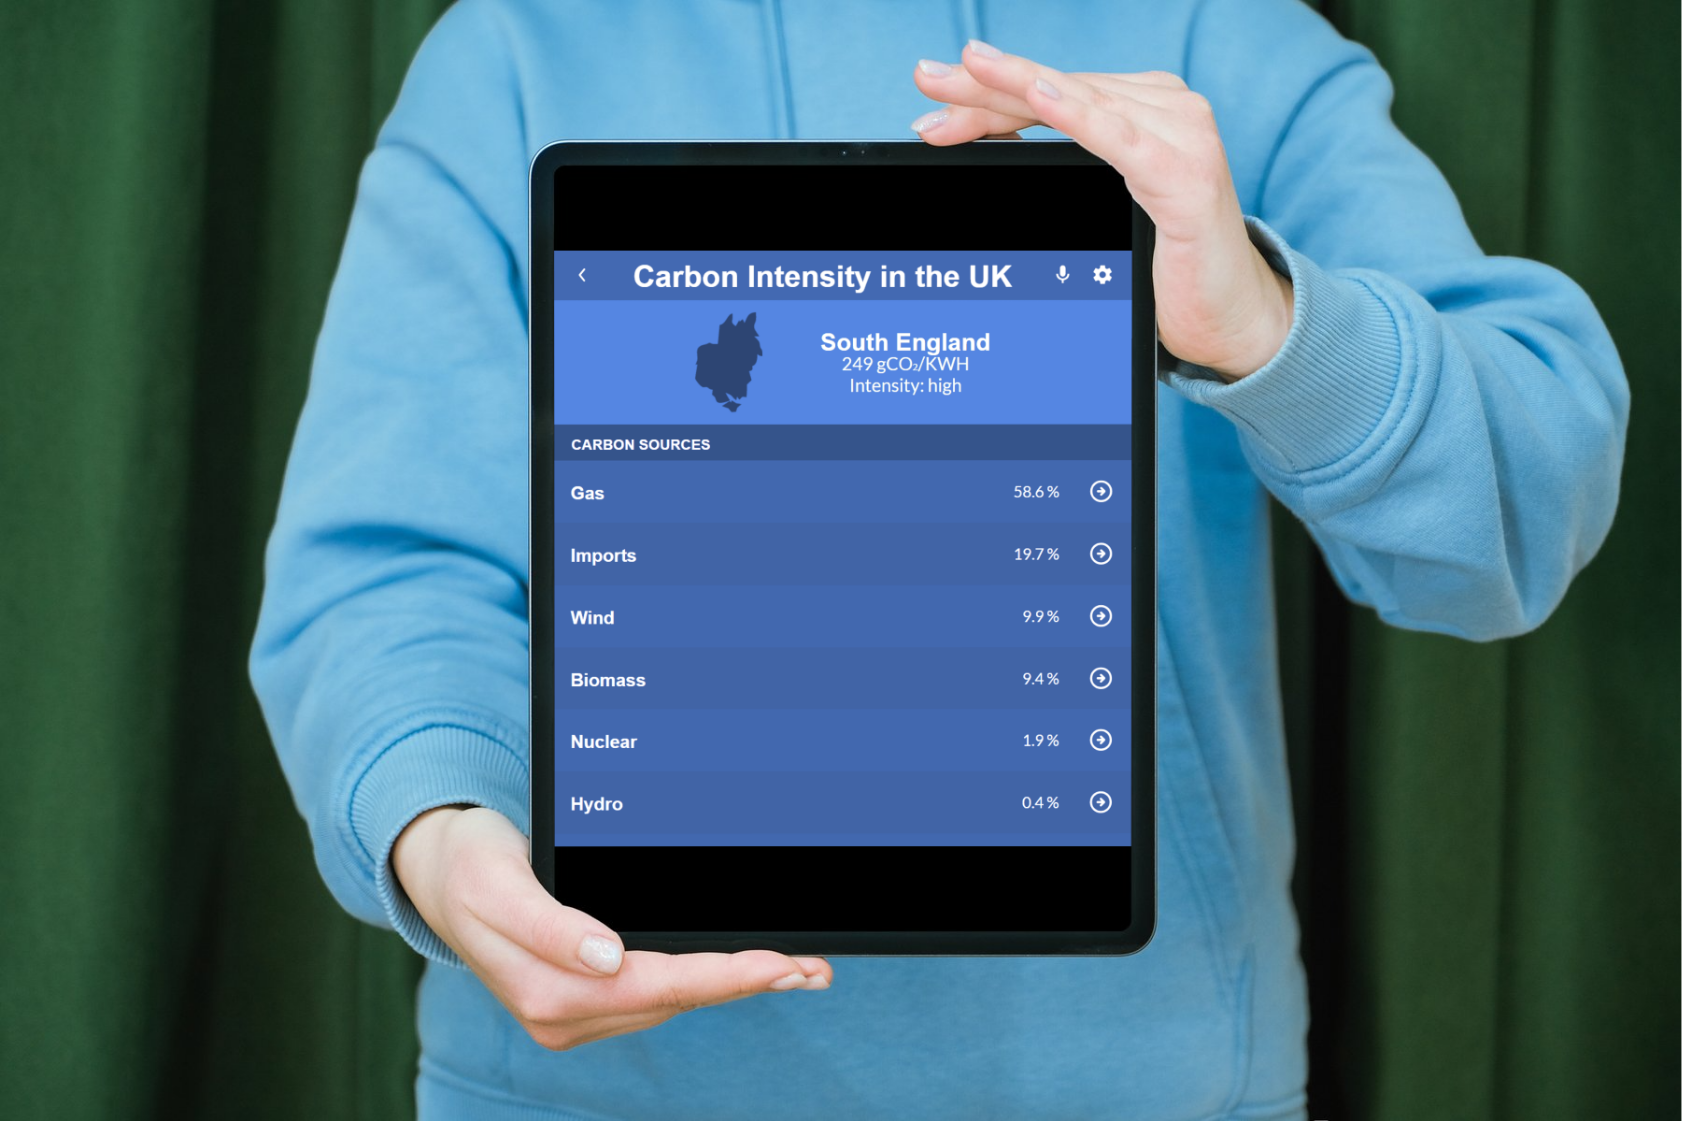 Carbon Intensity in the UK
South England
249 gCO₂/KWH
Intensity: high
CARBON SOURCES
Gas 58.6 %
Imports 19.7 %
Wind 9.9 %
Biomass 9.4 %
Nuclear 1.9 %
Hydro 0.4 %